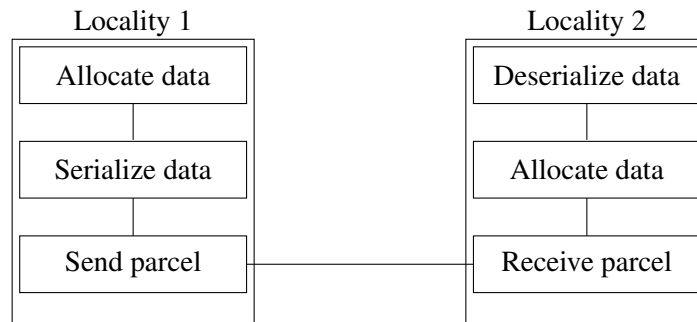 Locality 1
Allocate data
Serialize data
Send parcel
Locality 2
Deserialize data
Allocate data
Receive parcel